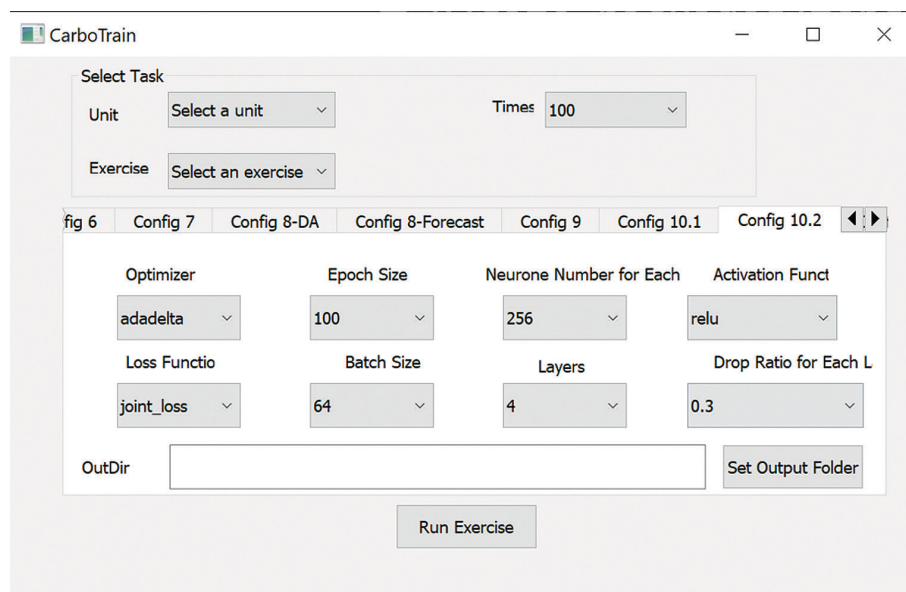 CarboTrain
Select Task
Unit Select a unit Times 100
Exercise Select an exercise
fig 6 Config 7 Config 8-DA Config 8-Forecast Config 9 Config 10.1 Config 10.2
Optimizer Epoch Size Neurone Number for Each Activation Funct
adadelta 100 256 relu
Loss Functio Batch Size Layers Drop Ratio for Each L
joint_loss 64 4 0.3
OutDir Set Output Folder
Run Exercise